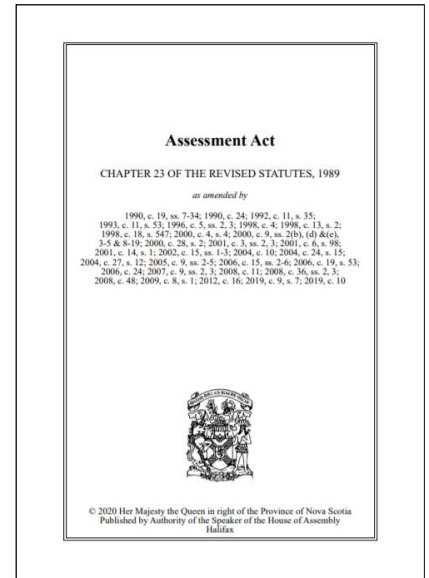 Assessment Act
CHAPTER 23 OF THE REVISED STATUTES, 1989
as amended by
1990, c. 19, ss. 7-34; 1990, c. 24; 1992, c. 11, s. 35;
1993, c. 11, s. 53; 1996, c. 5, ss. 2, 3; 1998, c. 4; 1998, c. 13, s. 2;
1998, c. 18, s. 547; 2000, c. 4, s. 4; 2000, c. 9, ss. 2(b), (d) &(e),
3-5 & 8-19; 2000, c. 28, s. 2; 2001, c. 3, ss. 2, 3; 2001, c. 6, s. 98;
2001, c. 14, s. 1; 2002, c. 15, ss. 1-3; 2004, c. 10; 2004, c. 24, s. 15;
2004, c. 27, s. 12; 2005, c. 9, ss. 2-5; 2006, c. 15, ss. 2-6; 2006, c. 19, s. 53;
2006, c. 24; 2007, c. 9, ss. 2, 3; 2008, c. 11; 2008, c. 36, ss. 2, 3;
2008, c. 48; 2009, c. 8, s. 1; 2012, c. 16; 2019, c. 9, s. 7; 2019, c. 10
© 2020 Her Majesty the Queen in right of the Province of Nova Scotia
Published by Authority of the Speaker of the House of Assembly
Halifax